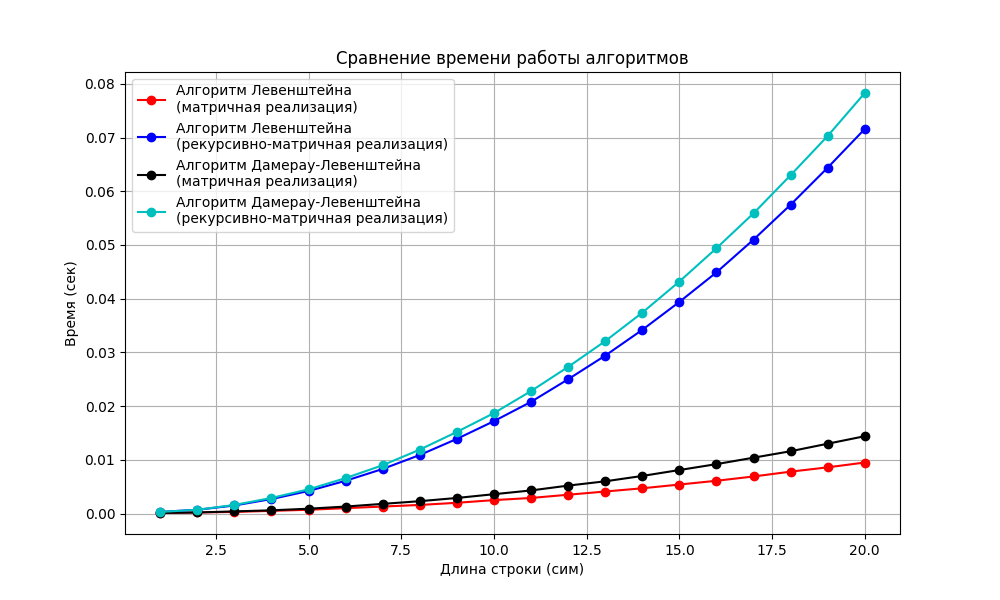 Сравнение времени работы алгоритмов
Алгоритм Левенштейна
(матричная реализация)
Алгоритм Левенштейна
(рекурсивно-матричная реализация)
Алгоритм Дамерау-Левенштейна
(матричная реализация)
Алгоритм Дамерау-Левенштейна
(рекурсивно-матричная реализация)
Время (сек)
0.08
0.07
0.06
0.05
0.04
0.03
0.02
0.01
0.00
2.5 5.0 7.5 10.0 12.5 15.0 17.5 20.0
Длина строки (сим)